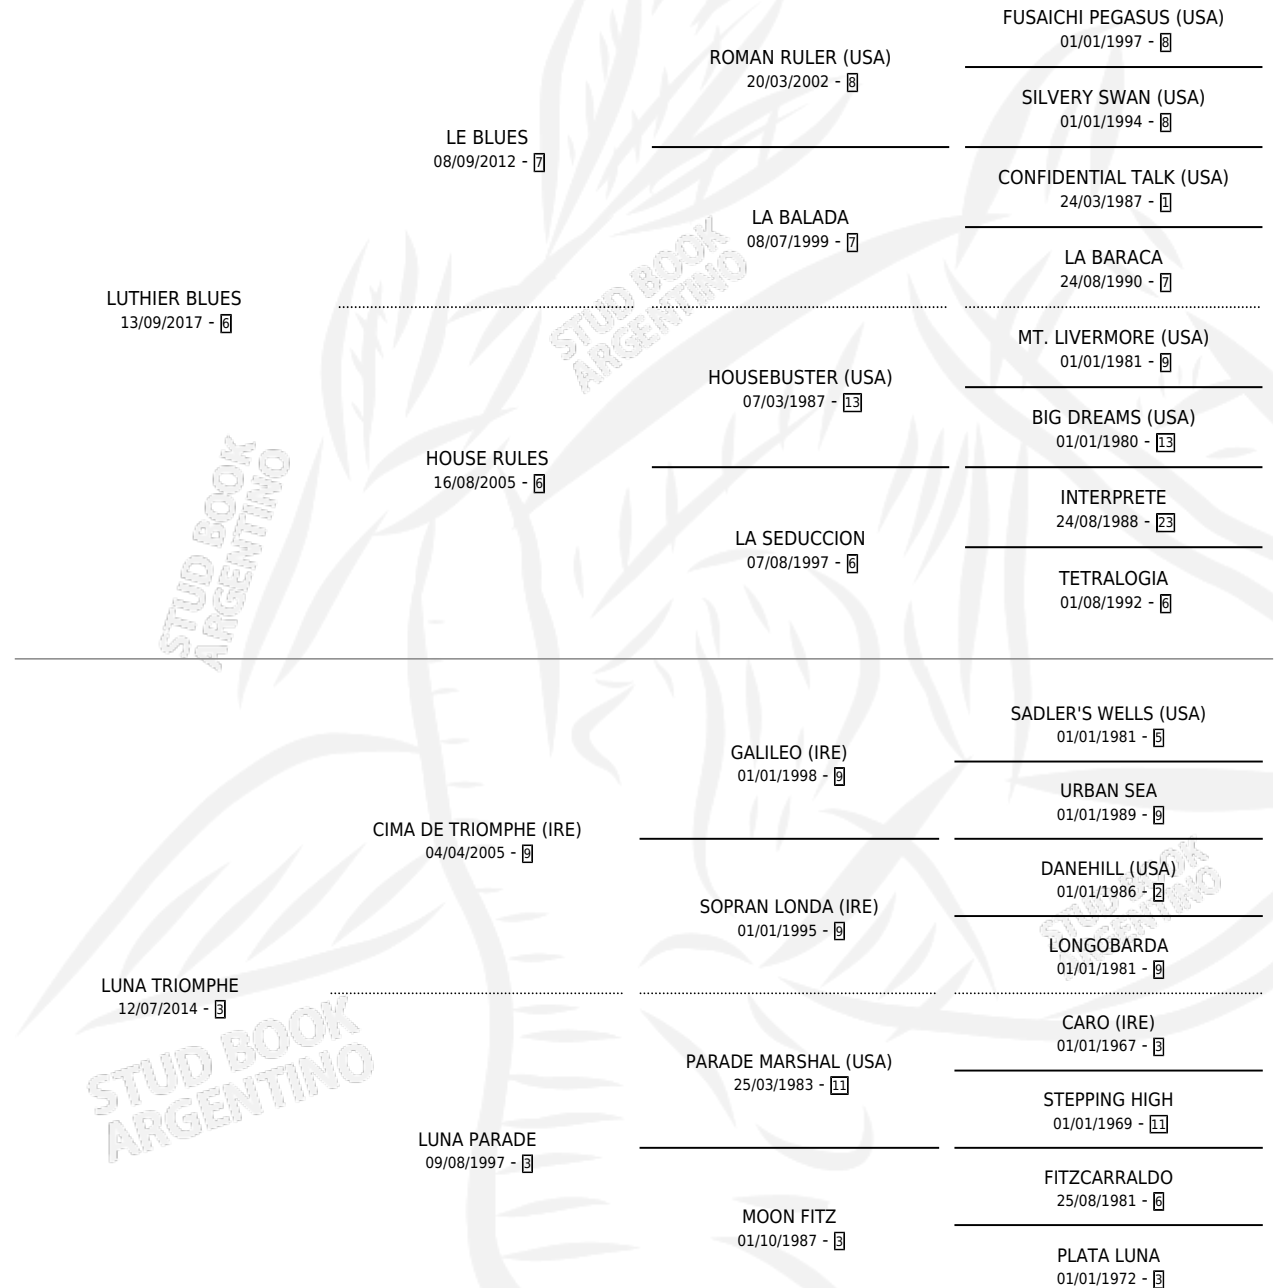 FUSAICHI PEGASUS (USA)
01/01/1997 - 8
ROMAN RULER (USA)
20/03/2002 - 8
SILVERY SWAN (USA)
01/01/1994 - 8
LE BLUES
08/09/2012 - 7
CONFIDENTIAL TALK (USA)
24/03/1987 - 1
LA BALADA
08/07/1999 - 7
LA BARACA
24/08/1990 - 7
LUTHIER BLUES
13/09/2017 - 6
MT. LIVERMORE (USA)
01/01/1981 - 9
HOUSEBUSTER (USA)
07/03/1987 - 13
BIG DREAMS (USA)
01/01/1980 - 13
HOUSE RULES
16/08/2005 - 6
INTERPRETE
24/08/1988 - 23
LA SEDUCCION
07/08/1997 - 6
TETRALOGIA
01/08/1992 - 6
SADLER'S WELLS (USA)
01/01/1981 - 5
GALILEO (IRE)
01/01/1998 - 9
URBAN SEA
01/01/1989 - 9
CIMA DE TRIOMPHE (IRE)
04/04/2005 - 9
DANEHILL (USA)
01/01/1986 - 2
SOPRAN LONDA (IRE)
01/01/1995 - 9
LONGOBARDA
01/01/1981 - 9
LUNA TRIOMPHE
12/07/2014 - 3
CARO (IRE)
01/01/1967 - 3
PARADE MARSHAL (USA)
25/03/1983 - 11
STEPPING HIGH
01/01/1969 - 11
LUNA PARADE
09/08/1997 - 3
FITZCARRALDO
25/08/1981 - 6
MOON FITZ
01/10/1987 - 3
PLATA LUNA
01/01/1972 - 3
STUD BOOK
ARGENTINO
STUD BOOK
ARGENTINO
STUD BOOK
ARGENTINO
STUD BOOK
ARGENTINO